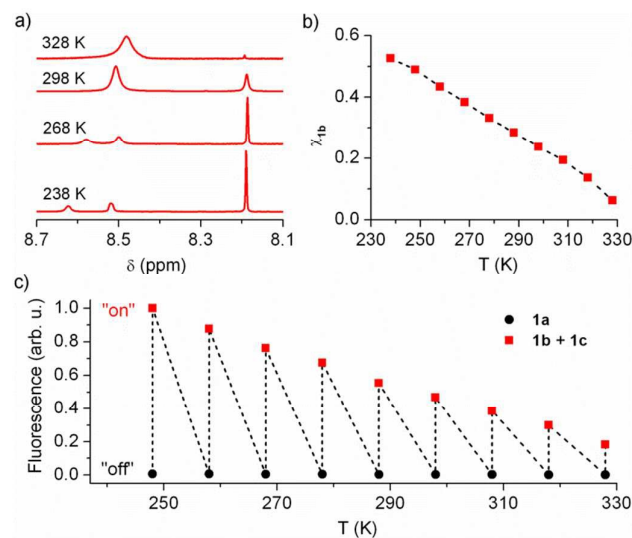 a)
328 K
298 K
268 K
238 K
8.7 8.5 8.3 8.1
δ (ppm)
b)
0.6
0.4
0.2
0.0
χ1b
230 250 270 290 310 330
T (K)
c)
"on"
"off"
1.0
0.8
0.6
0.4
0.2
0.0
Fluorescence (arb. u.)
1a
1b + 1c
250 270 290 310 330
T (K)